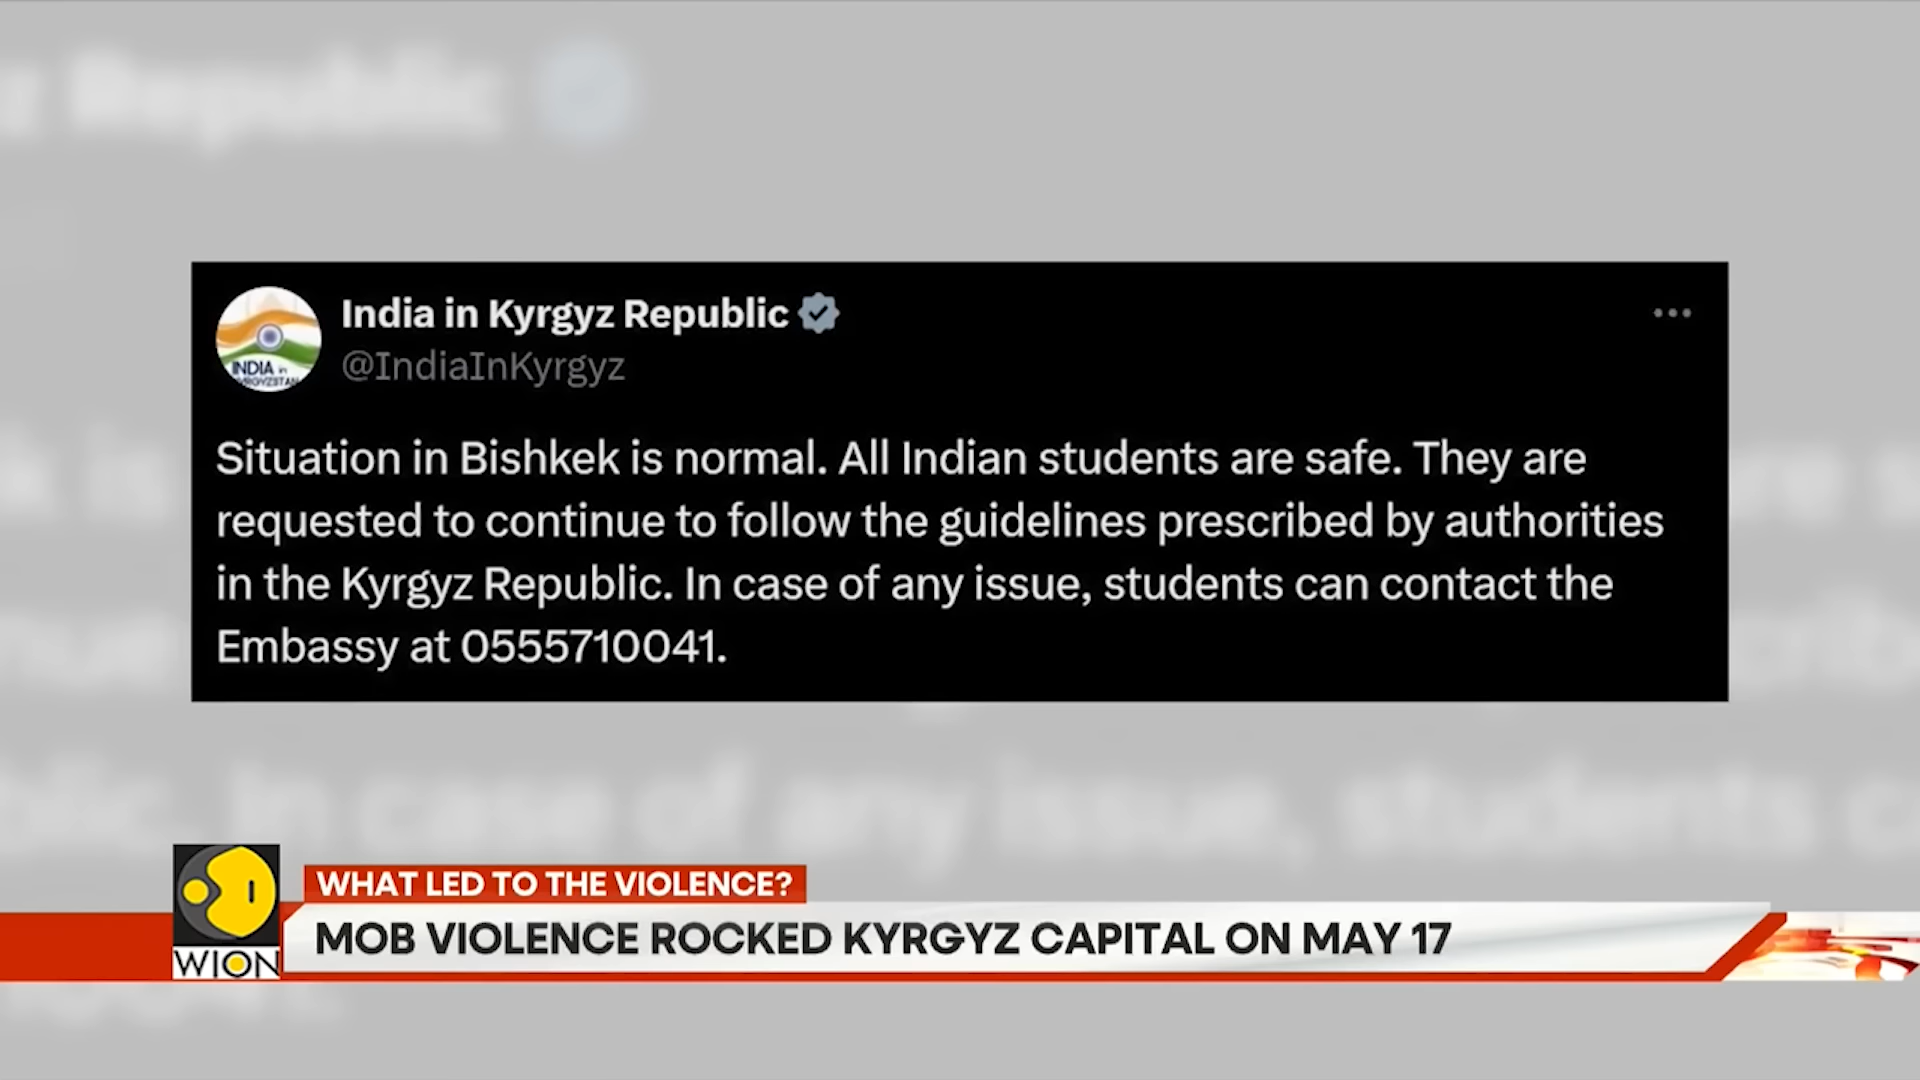 India in Kyrgyz Republic
@IndiaInKyrgyz
Situation in Bishkek is normal. All Indian students are safe. They are
requested to continue to follow the guidelines prescribed by authorities
in the Kyrgyz Republic. In case of any issue, students can contact the
Embassy at 0555710041.
WHAT LED TO THE VIOLENCE?
MOB VIOLENCE ROCKED KYRGYZ CAPITAL ON MAY 17
WION